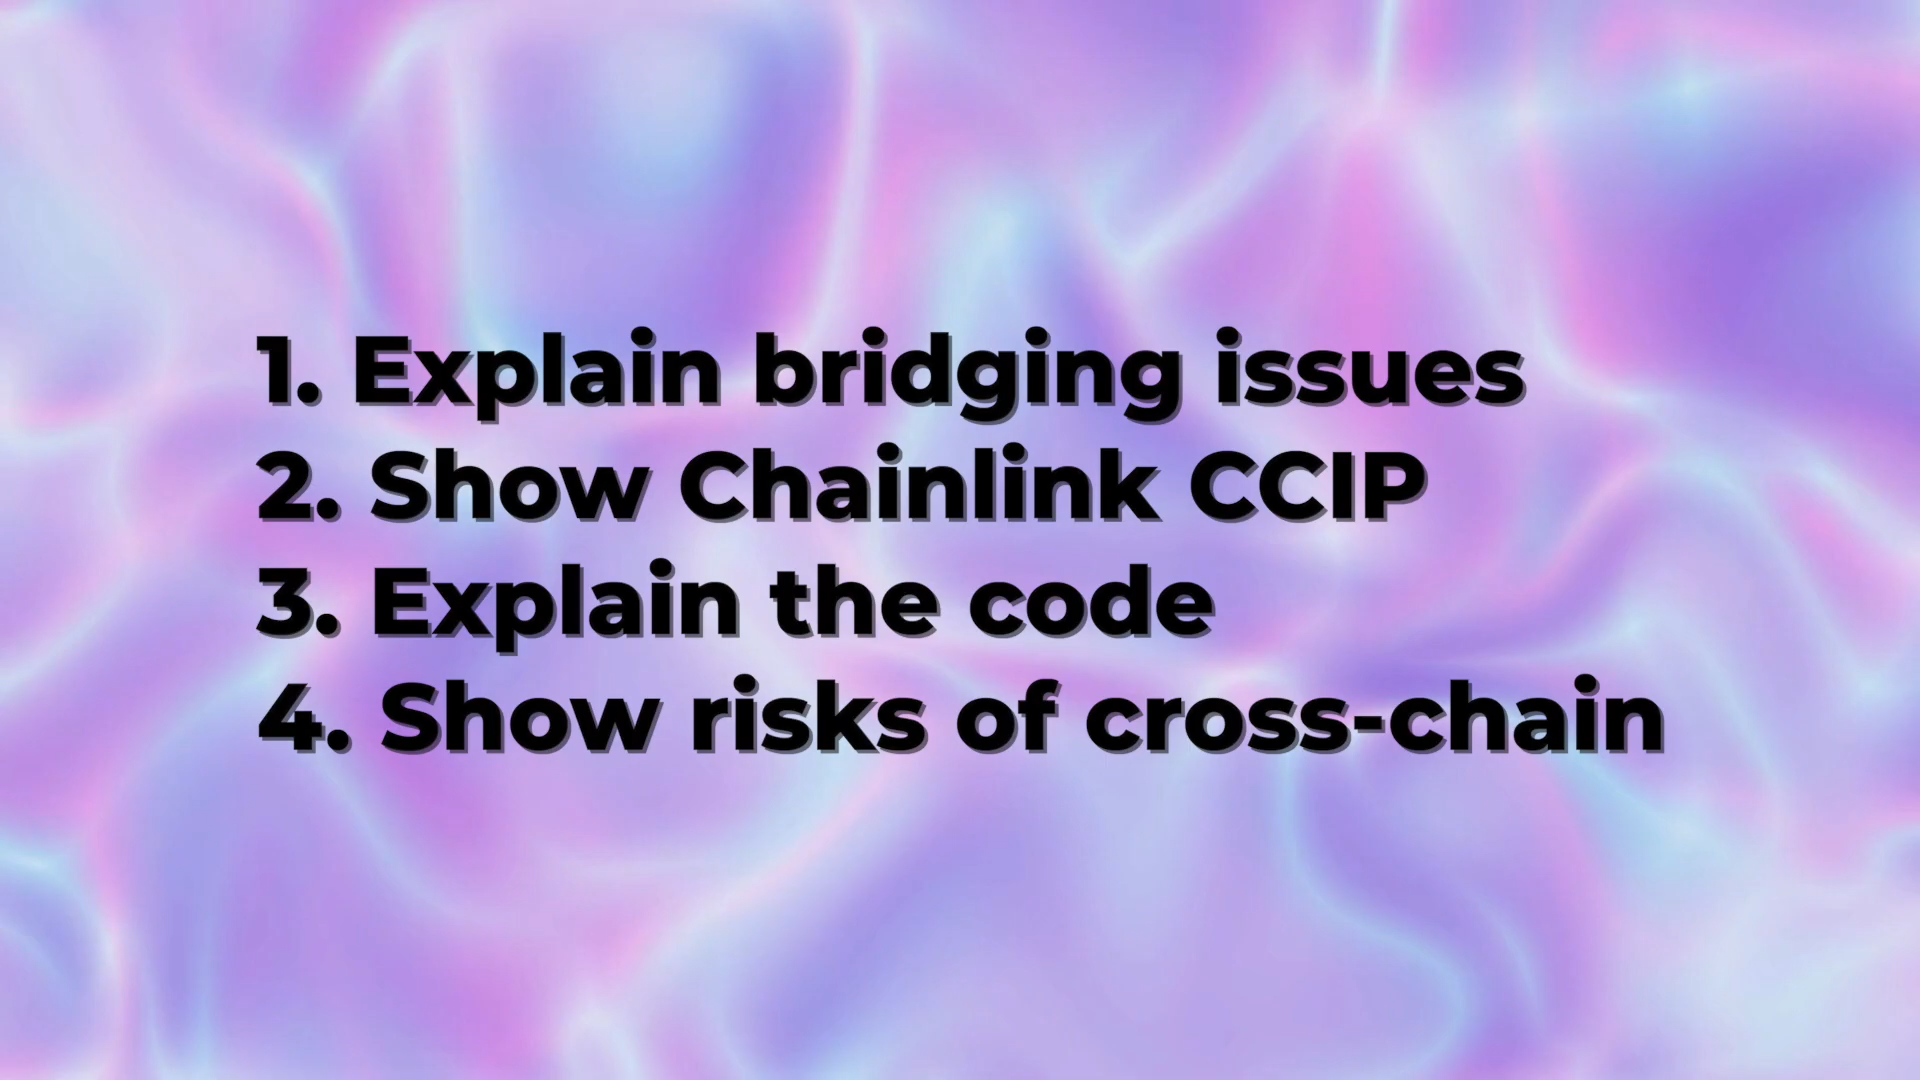 1. Explain bridging issues
2. Show Chainlink CCIP
3. Explain the code
4. Show risks of cross-chain